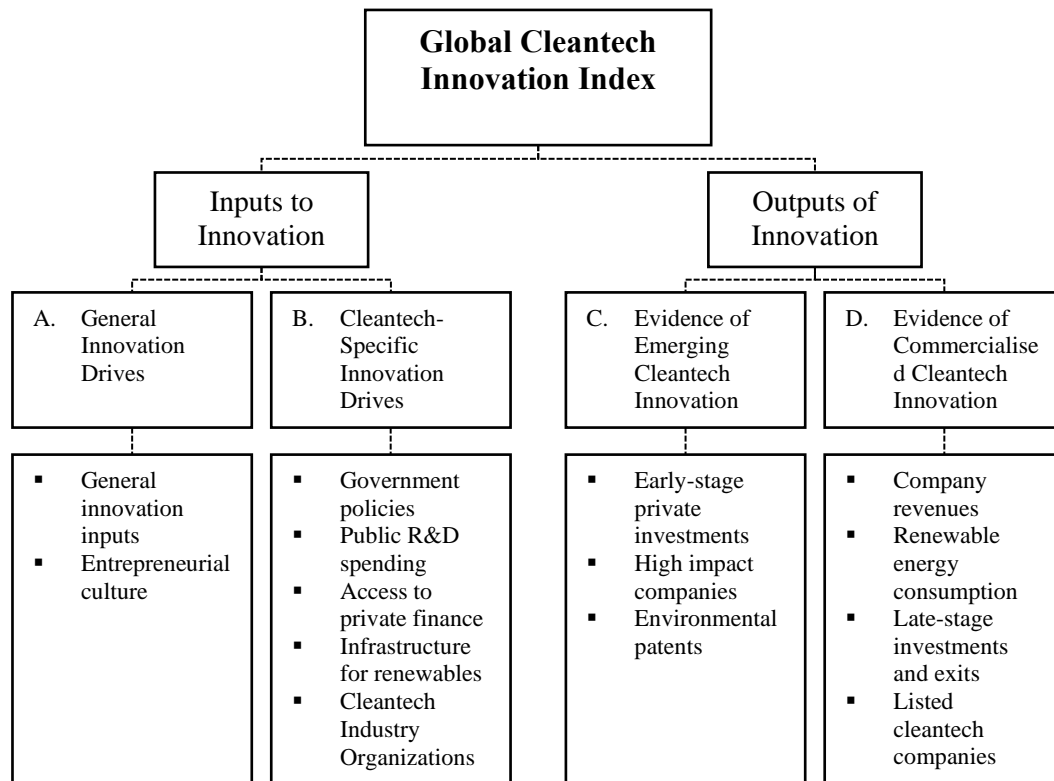 Global Cleantech
Innovation Index
Inputs to
Innovation
Outputs of
Innovation
A. General
Innovation
Drives
B. Cleantech-
Specific
Innovation
Drives
C. Evidence of
Emerging
Cleantech
Innovation
D. Evidence of
Commercialise
d Cleantech
Innovation
▪ General
innovation
inputs
▪ Entrepreneurial
culture
▪ Government
policies
▪ Public R&D
spending
▪ Access to
private finance
▪ Infrastructure
for renewables
▪ Cleantech
Industry
Organizations
▪ Early-stage
private
investments
▪ High impact
companies
▪ Environmental
patents
▪ Company
revenues
▪ Renewable
energy
consumption
▪ Late-stage
investments
and exits
▪ Listed
cleantech
companies